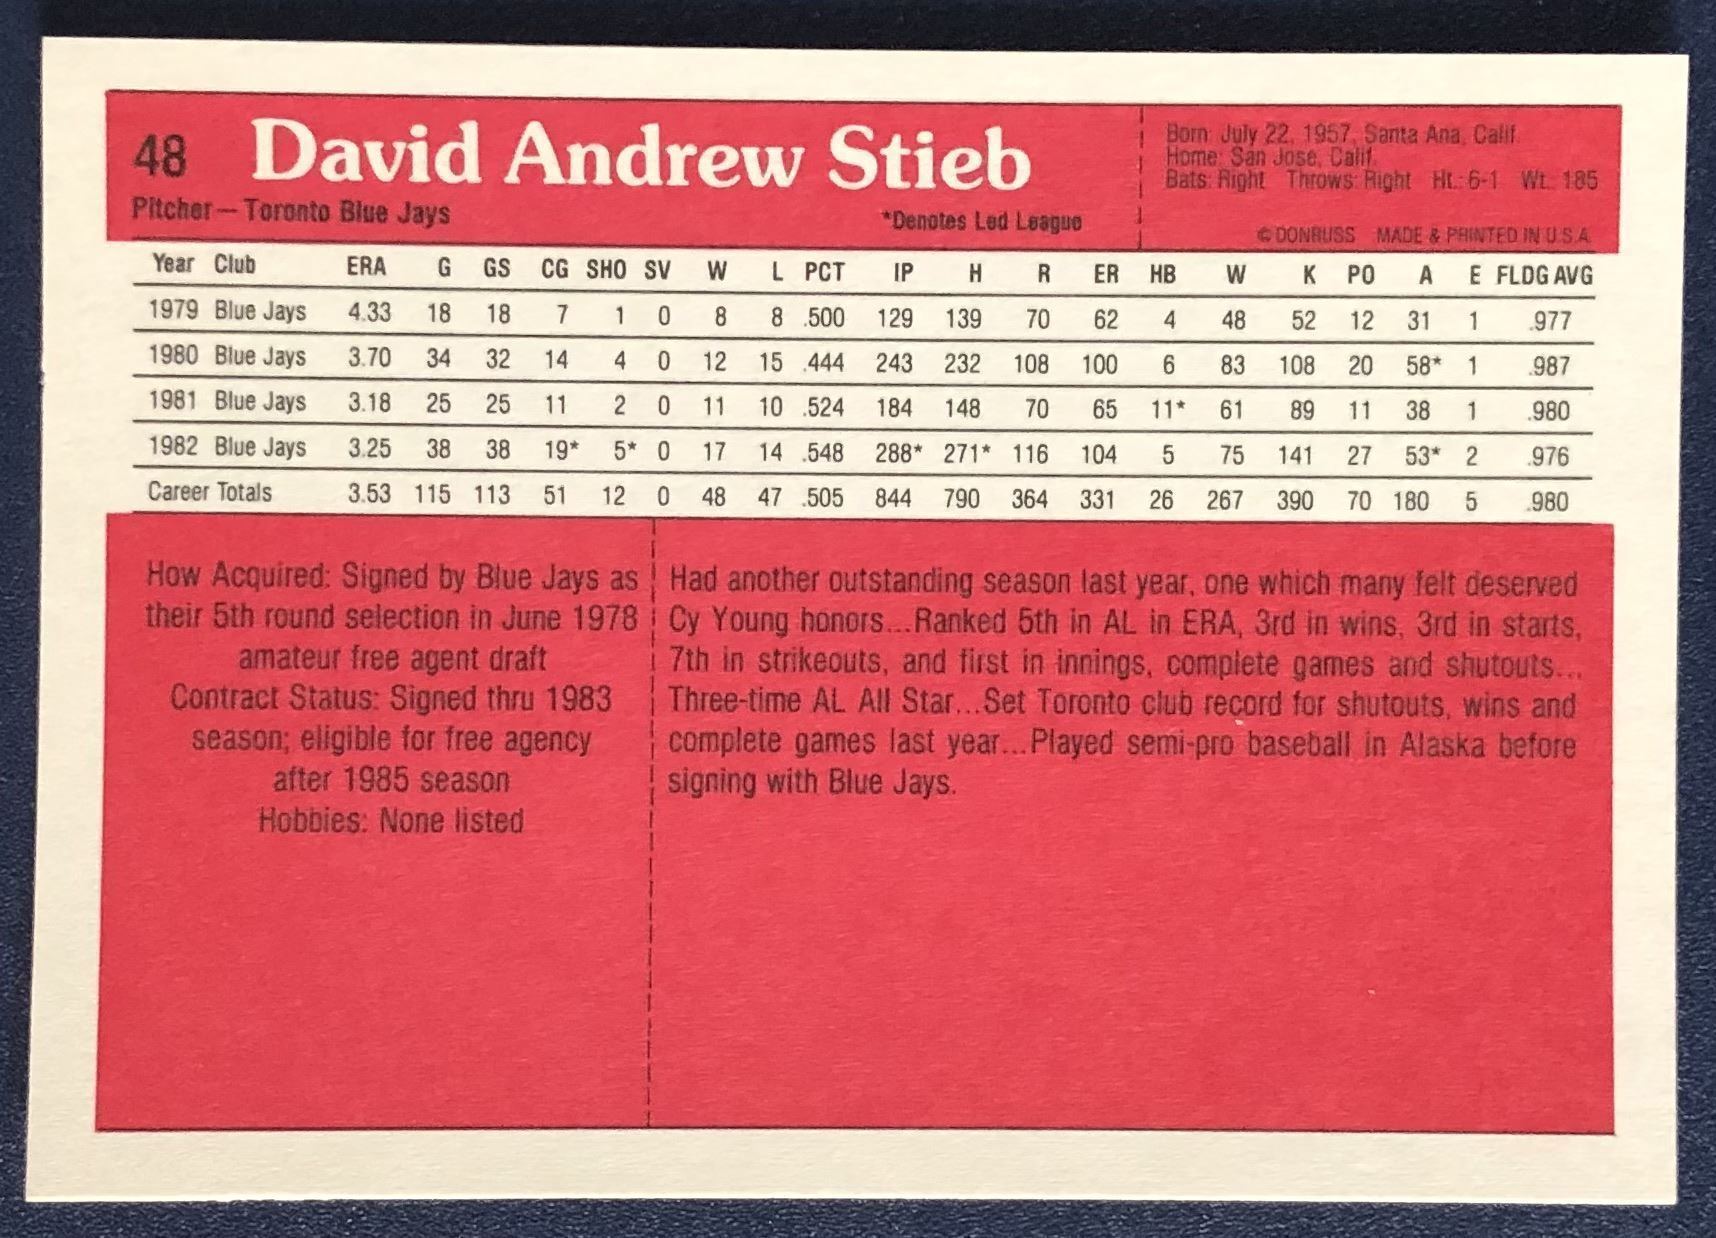 48 David Andrew Stieb
Pitcher—Toronto Blue Jays *Denotes Led League
Born: July 22, 1957, Santa Ana, Calif.
Home: San Jose, Calif.
Bats: Right Throws: Right Ht.: 6-1 Wt.: 185
© DONRUSS MADE & PRINTED IN U.S.A.
Year Club ERA G GS CG SHO SV W L PCT IP H R ER HB W K PO A E FLDG AVG
1979 Blue Jays 4.33 18 18 7 1 0 8 8 .500 129 139 70 62 4 48 52 12 31 1 .977
1980 Blue Jays 3.70 34 32 14 4 0 12 15 .444 243 232 108 100 6 83 108 20 58* 1 .987
1981 Blue Jays 3.18 25 25 11 2 0 11 10 .524 184 148 70 65 11* 61 89 11 38 1 .980
1982 Blue Jays 3.25 38 38 19* 5* 0 17 14 .548 288* 271* 116 104 5 75 141 27 53* 2 .976
Career Totals 3.53 115 113 51 12 0 48 47 .505 844 790 364 331 26 267 390 70 180 5 .980
How Acquired: Signed by Blue Jays as
their 5th round selection in June 1978
amateur free agent draft
Contract Status: Signed thru 1983
season; eligible for free agency
after 1985 season
Hobbies: None listed
Had another outstanding season last year, one which many felt deserved
Cy Young honors...Ranked 5th in AL in ERA, 3rd in wins, 3rd in starts,
7th in strikeouts, and first in innings, complete games and shutouts...
Three-time AL All Star...Set Toronto club record for shutouts, wins and
complete games last year...Played semi-pro baseball in Alaska before
signing with Blue Jays.